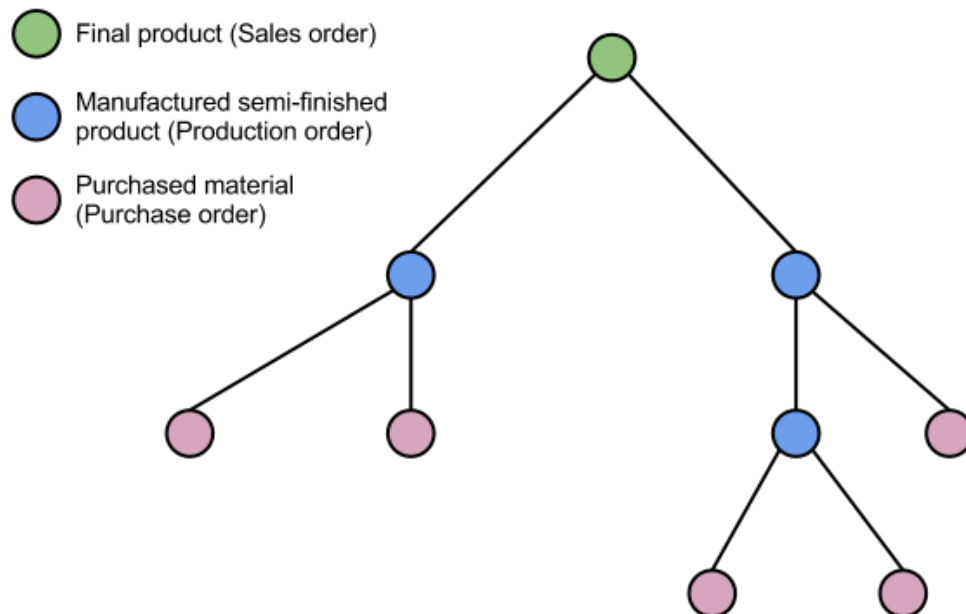 Final product (Sales order)
Manufactured semi-finished
product (Production order)
Purchased material
(Purchase order)